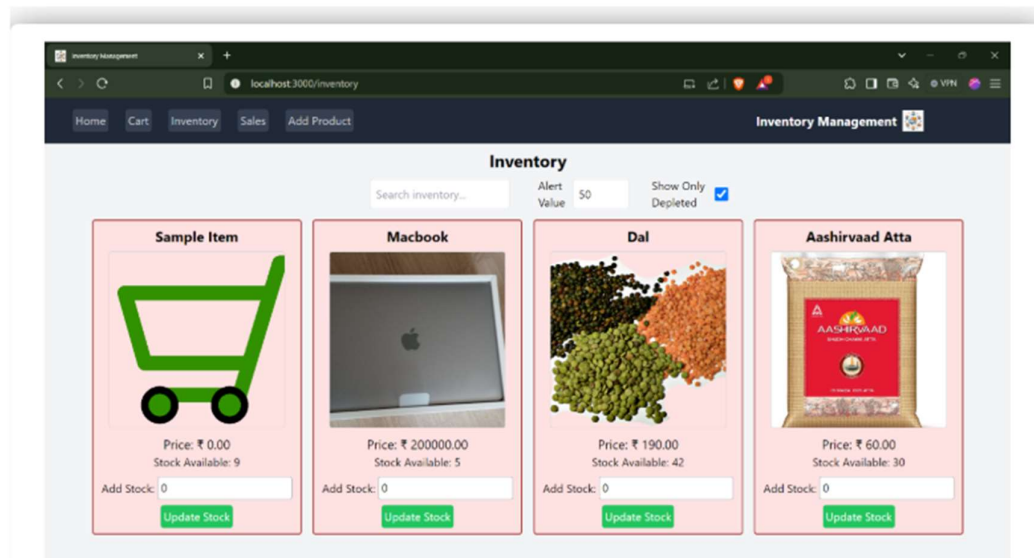 Inventory Management
localhost:3000/inventory
VPN
Home Cart Inventory Sales Add Product
Inventory Management
Inventory
Search inventory...
Alert Value 50
Show Only Depleted
Sample Item
Price: ₹ 0.00
Stock Available: 9
Add Stock: 0
Update Stock
Macbook
Price: ₹ 200000.00
Stock Available: 5
Add Stock: 0
Update Stock
Dal
Price: ₹ 190.00
Stock Available: 42
Add Stock: 0
Update Stock
Aashirvaad Atta
AASHIRVAAD
Price: ₹ 60.00
Stock Available: 30
Add Stock: 0
Update Stock